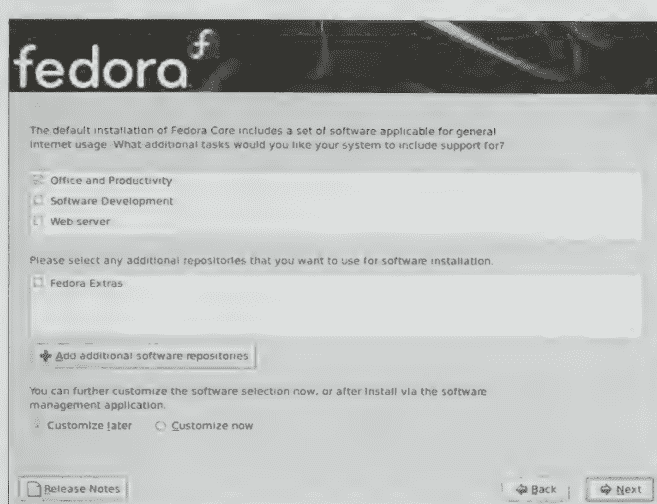 fedora f
The default installation of Fedora Core includes a set of software applicable for general
internet usage. What additional tasks would you like your system to include support for?
Office and Productivity
Software Development
Web server
Please select any additional repositories that you want to use for software installation.
Fedora Extras
Add additional software repositories
You can further customize the software selection now, or after install via the software
management application.
Customize later Customize now
Release Notes Back Next